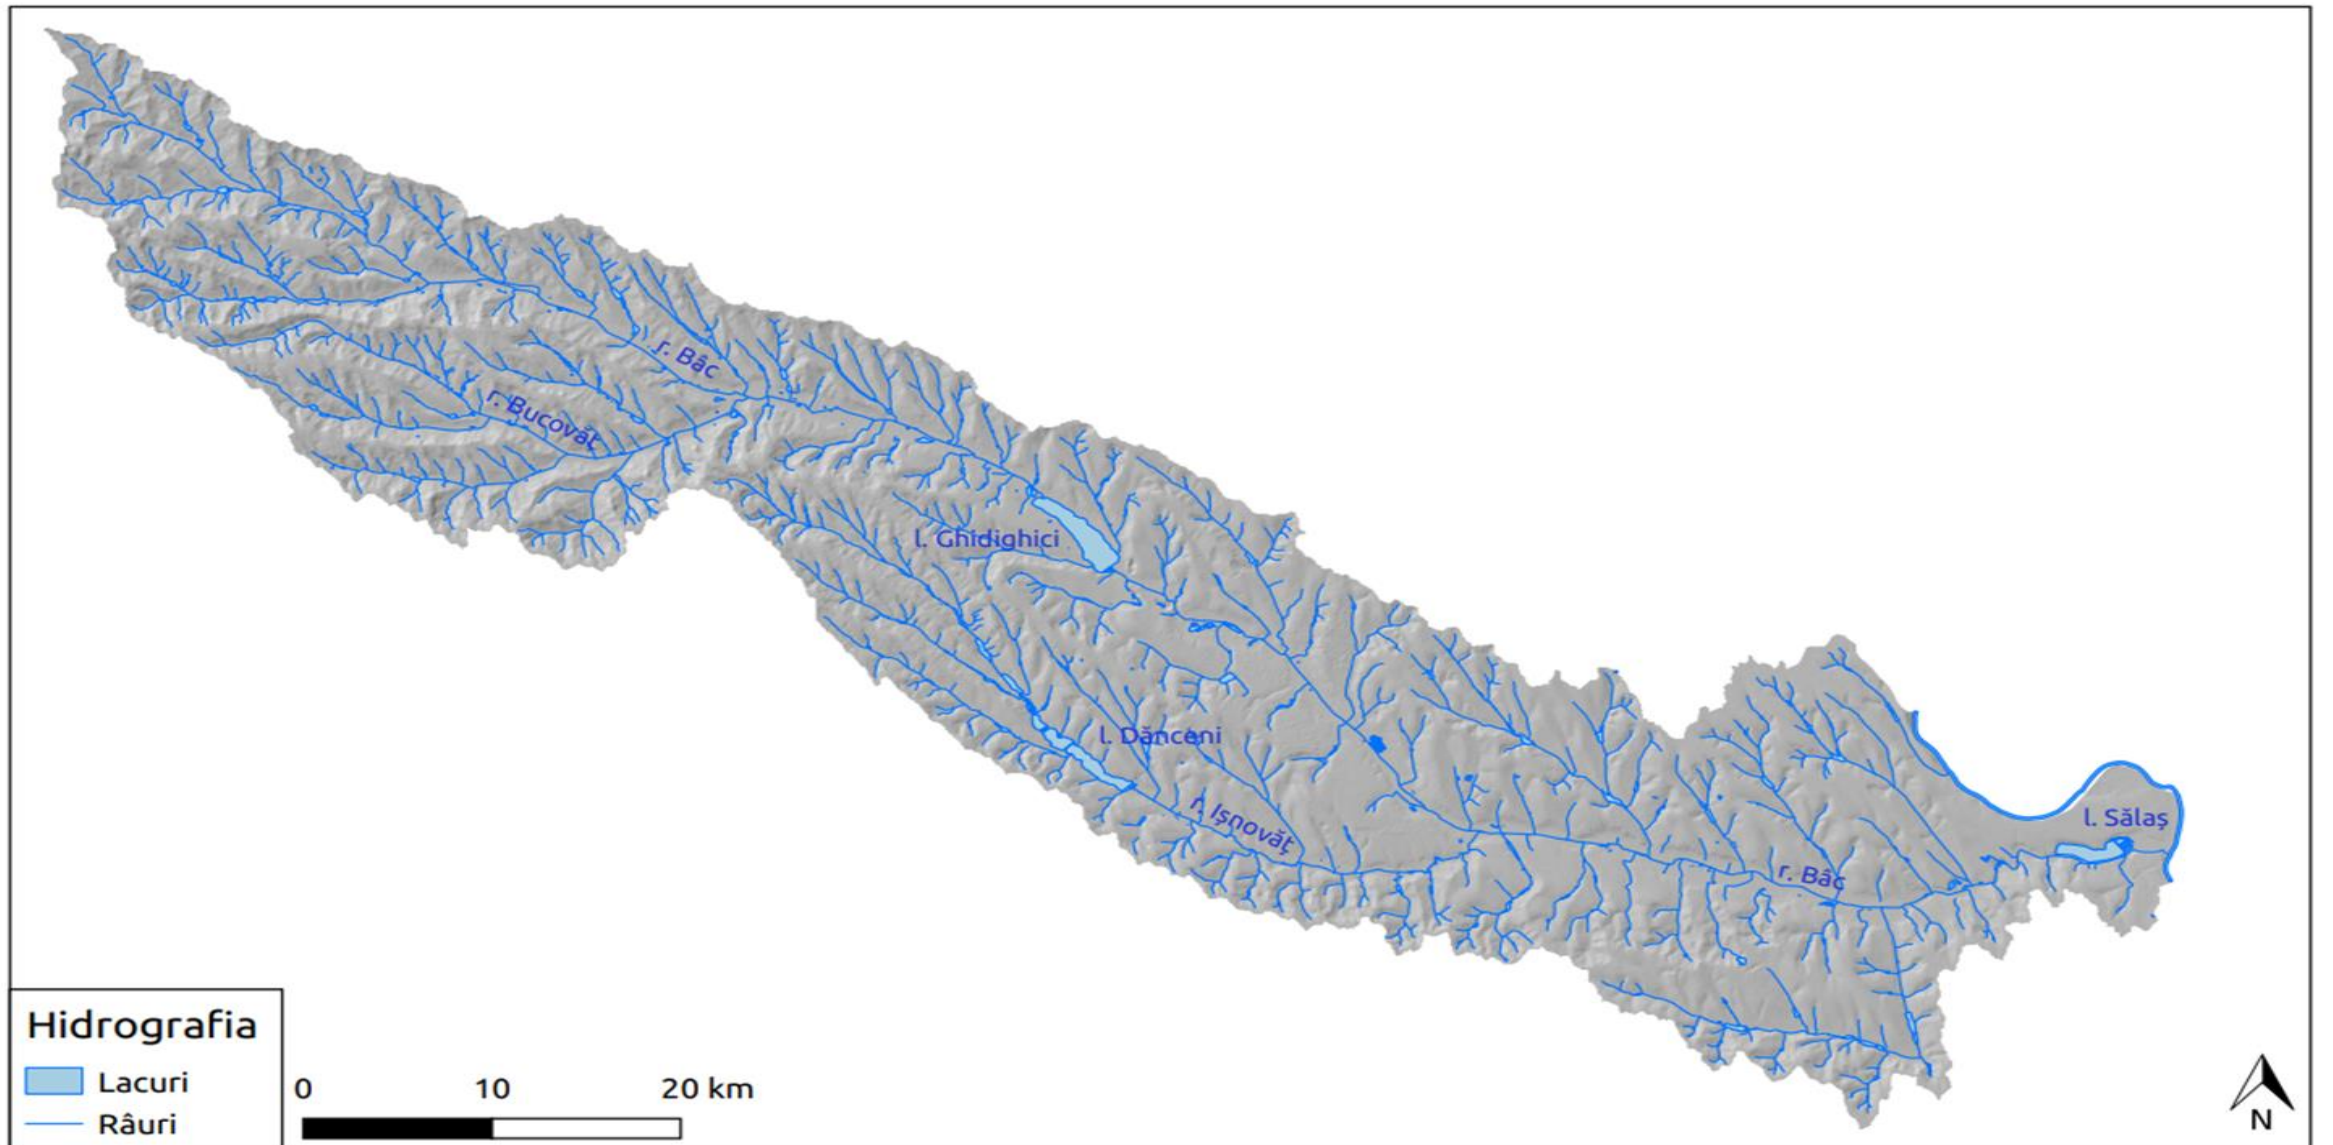 r. Bâc
r. Bucovăț
l. Ghidighici
l. Dănceni
r. Ișnovăț
l. Sălaș
r. Bâc
Hidrografia
Lacuri
Râuri
0 10 20 km
N